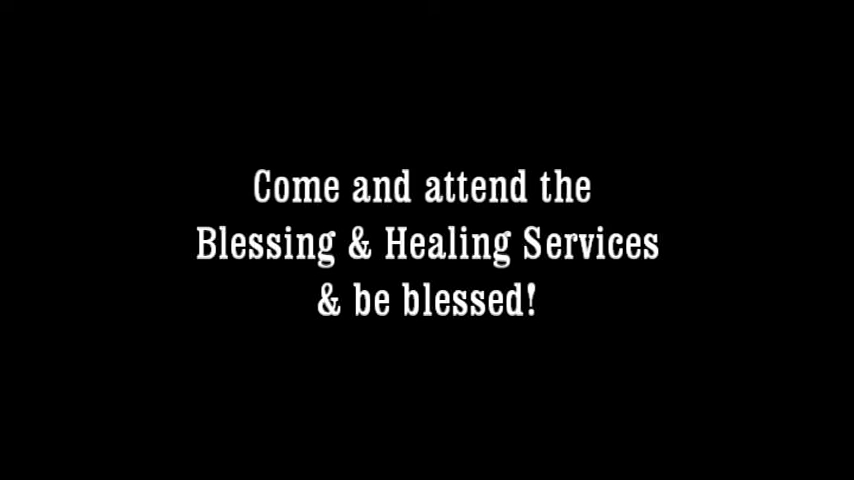 Come and attend the
Blessing & Healing Services
& be blessed!